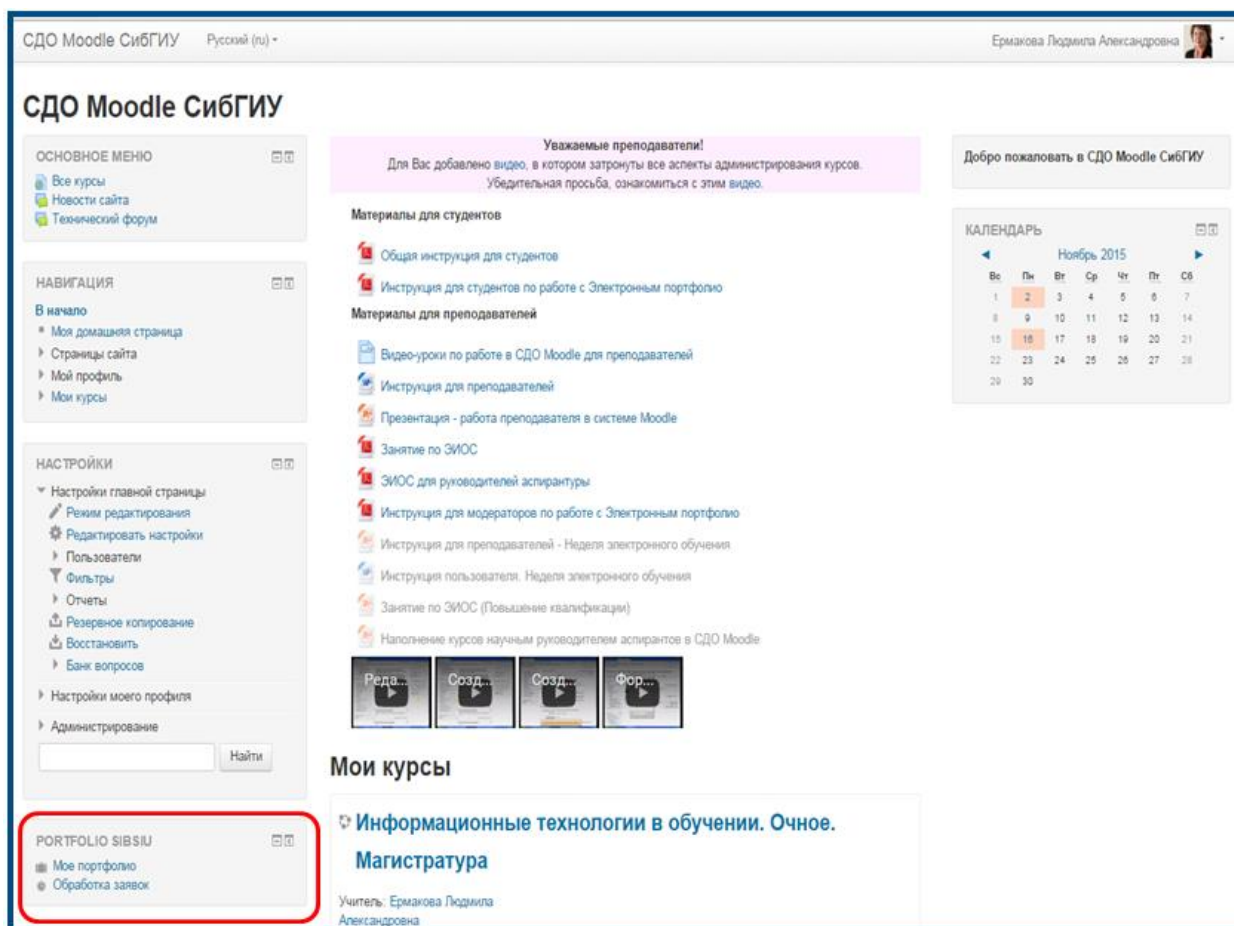 СДО Moodle СибГИУ Русский (ru)
Ермакова Людмила Александровна
СДО Moodle СибГИУ
ОСНОВНОЕ МЕНЮ
Все курсы
Новости сайта
Технический форум
НАВИГАЦИЯ
В начало
Моя домашняя страница
Страницы сайта
Мой профиль
Мои курсы
НАСТРОЙКИ
Настройки главной страницы
Режим редактирования
Редактировать настройки
Пользователи
Фильтры
Отчеты
Резервное копирование
Восстановить
Банк вопросов
Настройки моего профиля
Администрирование
Найти
PORTFOLIO SIBSIU
Мое портфолио
Обработка заявок
Уважаемые преподаватели!
Для Вас добавлено видео, в котором затронуты все аспекты администрирования курсов.
Убедительная просьба, ознакомиться с этим видео.
Материалы для студентов
Общая инструкция для студентов
Инструкция для студентов по работе с Электронным портфолио
Материалы для преподавателей
Видео-уроки по работе в СДО Moodle для преподавателей
Инструкция для преподавателей
Презентация - работа преподавателя в системе Moodle
Занятие по ЭИОС
ЭИОС для руководителей аспирантуры
Инструкция для модераторов по работе с Электронным портфолио
Инструкция для преподавателей - Неделя электронного обучения
Инструкция пользователя. Неделя электронного обучения
Занятие по ЭИОС (Повышение квалификации)
Наполнение курсов научным руководителем аспирантов в СДО Moodle
Реда... Созд... Созд... Фор...
Мои курсы
Информационные технологии в обучении. Очное.
Магистратура
Учитель: Ермакова Людмила
Александровна
Добро пожаловать в СДО Moodle СибГИУ
КАЛЕНДАРЬ
Ноябрь 2015
Вс Пн Вт Ср Чт Пт Сб
1 2 3 4 5 6 7
8 9 10 11 12 13 14
15 16 17 18 19 20 21
22 23 24 25 26 27 28
29 30